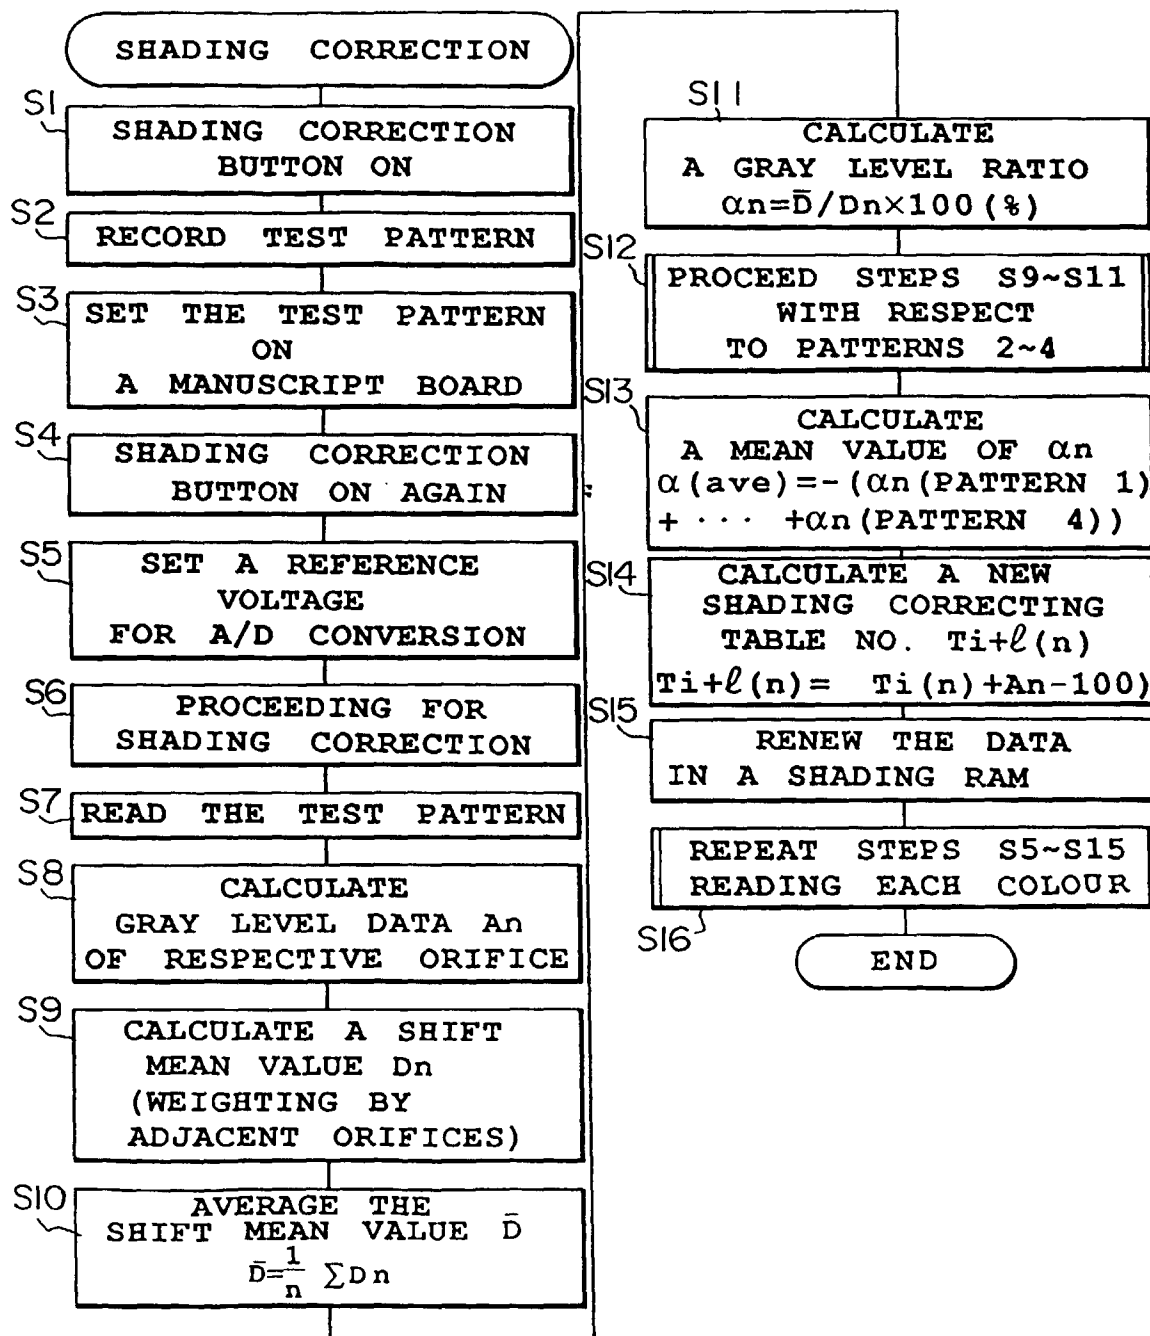 SHADING CORRECTION
S1
SHADING CORRECTION
BUTTON ON
S2
RECORD TEST PATTERN
S3
SET THE TEST PATTERN
ON
A MANUSCRIPT BOARD
S4
SHADING CORRECTION
BUTTON ON AGAIN
S5
SET A REFERENCE
VOLTAGE
FOR A/D CONVERSION
S6
PROCEEDING FOR
SHADING CORRECTION
S7
READ THE TEST PATTERN
S8
CALCULATE
GRAY LEVEL DATA An
OF RESPECTIVE ORIFICE
S9
CALCULATE A SHIFT
MEAN VALUE Dn
(WEIGHTING BY
ADJACENT ORIFICES)
S10
AVERAGE THE
SHIFT MEAN VALUE D̄
D̄=1/n ∑Dn
S11
CALCULATE
A GRAY LEVEL RATIO
αn=D̄/Dn×100(%)
S12
PROCEED STEPS S9~S11
WITH RESPECT
TO PATTERNS 2~4
S13
CALCULATE
A MEAN VALUE OF αn
α(ave)=-(αn(PATTERN 1)
+ ··· +αn(PATTERN 4))
S14
CALCULATE A NEW
SHADING CORRECTING
TABLE NO. Ti+ℓ(n)
Ti+ℓ(n)= Ti(n)+An-100)
S15
RENEW THE DATA
IN A SHADING RAM
REPEAT STEPS S5~S15
READING EACH COLOUR
S16
END